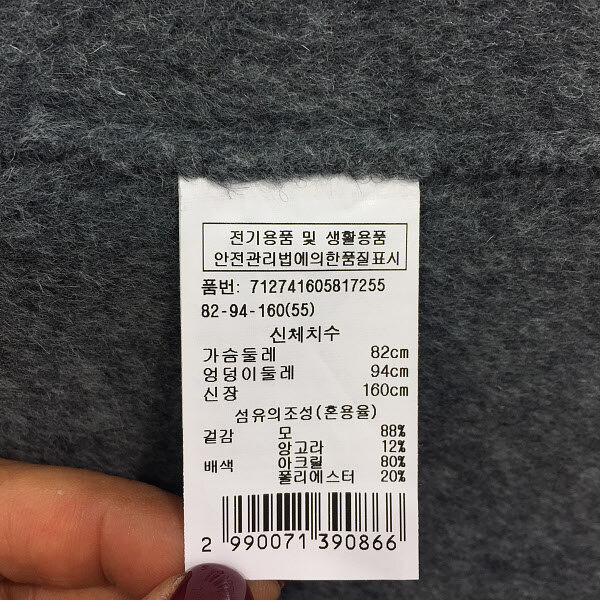 전기용품 및 생활용품
안전관리법에의한품질표시
품번: 712741605817255
82-94-160(55)
신체치수
가슴둘레 82cm
엉덩이둘레 94cm
신장 160cm
섬유의조성(혼용율)
겉감 모 88%
앙고라 12%
배색 아크릴 80%
폴리에스터 20%
2 990071 390866